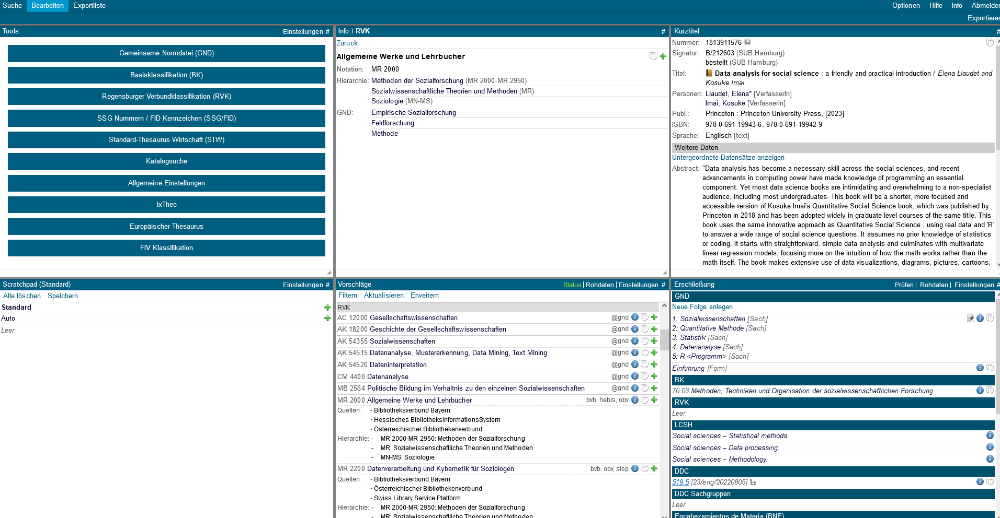 Suche Bearbeiten Exportliste Optionen Hilfe Info Abmelden
Exportieren
Tools Einstellungen #
Gemeinsame Normdatei (GND)
Basisklassifikation (BK)
Regensburger Verbundklassifikation (RVK)
SSG Nummern / FID Kennzeichen (SSG/FID)
Standard-Thesaurus Wirtschaft (STW)
Katalogsuche
Allgemeine Einstellungen
IxTheo
Europäischer Thesaurus
FIV Klassifikation
Info ⟩ RVK #
Zurück
Allgemeine Werke und Lehrbücher
Notation: MR 2000
Hierarchie: Methoden der Sozialforschung (MR 2000-MR 2950)
Sozialwissenschaftliche Theorien und Methoden (MR)
Soziologie (MN-MS)
GND: Empirische Sozialforschung
Feldforschung
Methode
Kurztitel #
Nummer: 1813911576
Signatur: B/212603 (SUB Hamburg)
bestellt (SUB Hamburg)
Titel: Data analysis for social science : a friendly and practical introduction / Elena Llaudet and
Kosuke Imai
Personen: Llaudet, Elena* [VerfasserIn]
Imai, Kosuke [VerfasserIn]
Publ.: Princeton : Princeton University Press, [2023]
ISBN: 978-0-691-19943-6, 978-0-691-19942-9
Sprache: Englisch [text]
Weitere Daten
Untergeordnete Datensätze anzeigen
Abstract: "Data analysis has become a necessary skill across the social sciences, and recent
advancements in computing power have made knowledge of programming an essential
component. Yet most data science books are intimidating and overwhelming to a non-specialist
audience, including most undergraduates. This book will be a shorter, more focused and
accessible version of Kosuke Imai's Quantitative Social Science book, which was published by
Princeton in 2018 and has been adopted widely in graduate level courses of the same title. This
book uses the same innovative approach as Quantitative Social Science , using real data and 'R'
to answer a wide range of social science questions. It assumes no prior knowledge of statistics
or coding. It starts with straightforward, simple data analysis and culminates with multivariate
linear regression models, focusing more on the intuition of how the math works rather than the
math itself. The book makes extensive use of data visualizations, diagrams, pictures, cartoons,
Scratchpad (Standard) Einstellungen #
Alle löschen Speichern
Standard
Auto
Leer.
Vorschläge Status | Rohdaten | Einstellungen #
Filtern Aktualisieren Erweitern
RVK
AC 12000 Gesellschaftswissenschaften @gnd
AK 18200 Geschichte der Gesellschaftswissenschaften @gnd
AK 54355 Sozialwissenschaften @gnd
AK 54515 Datenanalyse, Mustererkennung, Data Mining, Text Mining @gnd
AK 54520 Dateninterpretation @gnd
CM 4400 Datenanalyse @gnd
MB 2564 Politische Bildung im Verhältnis zu den einzelnen Sozialwissenschaften @gnd
MR 2000 Allgemeine Werke und Lehrbücher bvb, hebis, obv
Quellen: - Bibliotheksverbund Bayern
- Hessisches BibliotheksInformationsSystem
- Österreichischer Bibliothekenverbund
Hierarchie: - MR 2000-MR 2950: Methoden der Sozialforschung
- MR: Sozialwissenschaftliche Theorien und Methoden
- MN-MS: Soziologie
MR 2200 Datenverarbeitung und Kybernetik für Soziologen bvb, obv, slsp
Quellen: - Bibliotheksverbund Bayern
- Österreichischer Bibliothekenverbund
- Swiss Library Service Platform
Hierarchie: - MR 2000-MR 2950: Methoden der Sozialforschung
- MR: Sozialwissenschaftliche Theorien und Methoden
Erschließung Prüfen | Rohdaten | Einstellungen #
GND
Neue Folge anlegen
1: Sozialwissenschaften [Sach]
2: Quantitative Methode [Sach]
3: Statistik [Sach]
4: Datenanalyse [Sach]
5: R <Programm> [Sach]
Einführung [Form]
BK
70.03 Methoden, Techniken und Organisation der sozialwissenschaftlichen Forschung
RVK
Leer.
LCSH
Social sciences – Statistical methods.
Social sciences – Data processing.
Social sciences – Methodology.
DDC
519.5 [23/eng/20220805]
DDC Sachgruppen
Leer.
Encabezamientos de Materia (BNE)